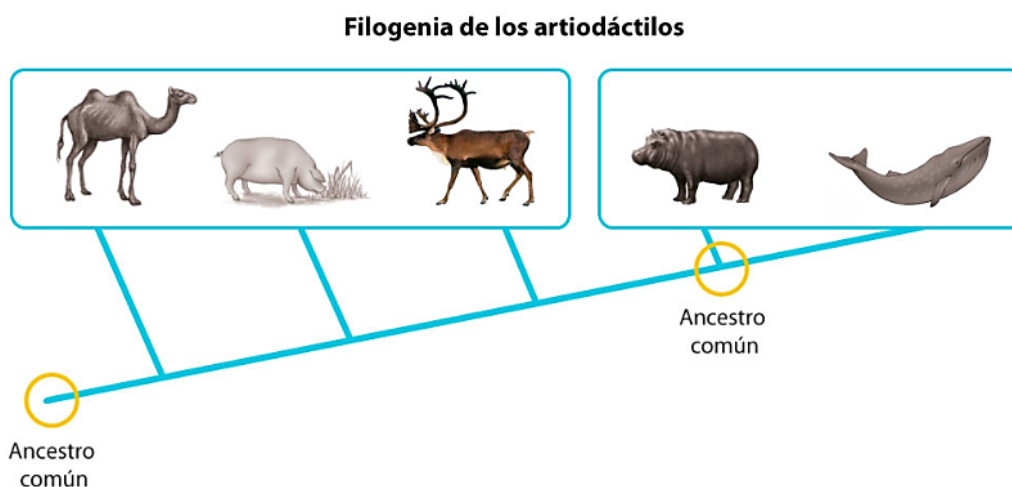 Filogenia de los artiodáctilos
Ancestro
común
Ancestro
común